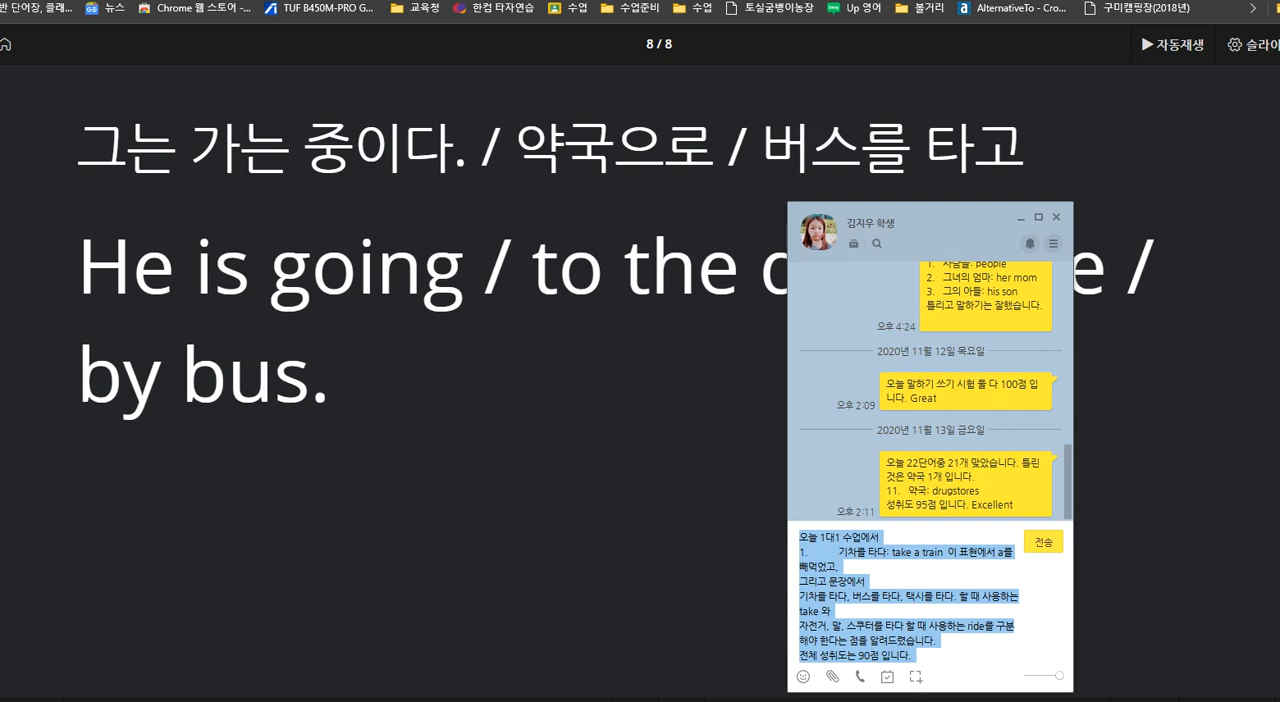 반 단어장, 클래... 뉴스 Chrome 웹 스토어 -... TUF B450M-PRO G... 교육청 한컴 타자연습 수업 수업준비 수업 토실굼벵이농장 Up 영어 볼거리 AlternativeTo - Cro... 구미캠핑장(2018년)
8 / 8
자동재생
슬라이
그는 가는 중이다. / 약국으로 / 버스를 타고
He is going / to the
e /
by bus.
김지우 학생
1. 사람들: people
2. 그녀의 엄마: her mom
3. 그의 아들: his son
틀리고 말하기는 잘했습니다.
오후 4:24
2020년 11월 12일 목요일
오늘 말하기 쓰기 시험 둘 다 100점 입
니다. Great
오후 2:09
2020년 11월 13일 금요일
오늘 22단어중 21개 맞았습니다. 틀린
것은 약국 1개 입니다.
11. 약국: drugstores
성취도 95점 입니다. Excellent
오후 2:11
오늘 1대1 수업에서
1. 기차를 타다: take a train 이 표현에서 a를
빼먹었고,
그리고 문장에서
기차를 타다, 버스를 타다, 택시를 타다. 할 때 사용하는
take 와
자전거, 말, 스쿠터를 타다 할 때 사용하는 ride를 구분
해야 한다는 점을 알려드렸습니다.
전체 성취도는 90점 입니다.
전송